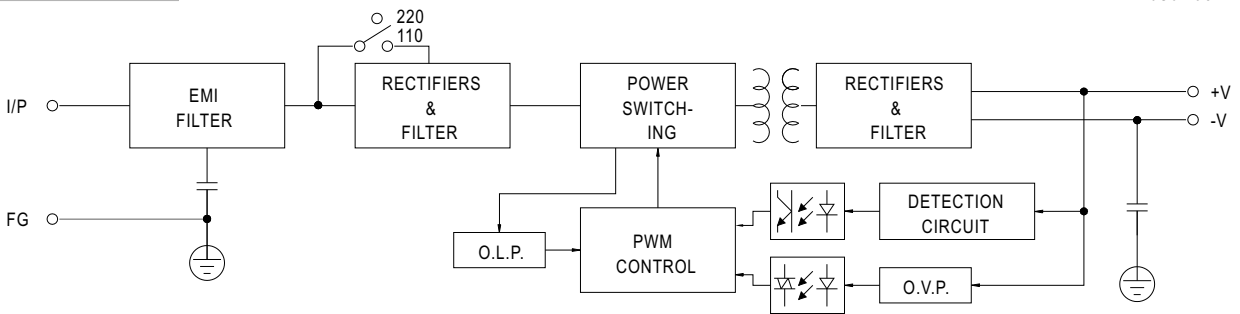 220
110
I/P
EMI
FILTER
RECTIFIERS
&
FILTER
POWER
SWITCH-
ING
RECTIFIERS
&
FILTER
+V
-V
FG
O.L.P.
PWM
CONTROL
DETECTION
CIRCUIT
O.V.P.